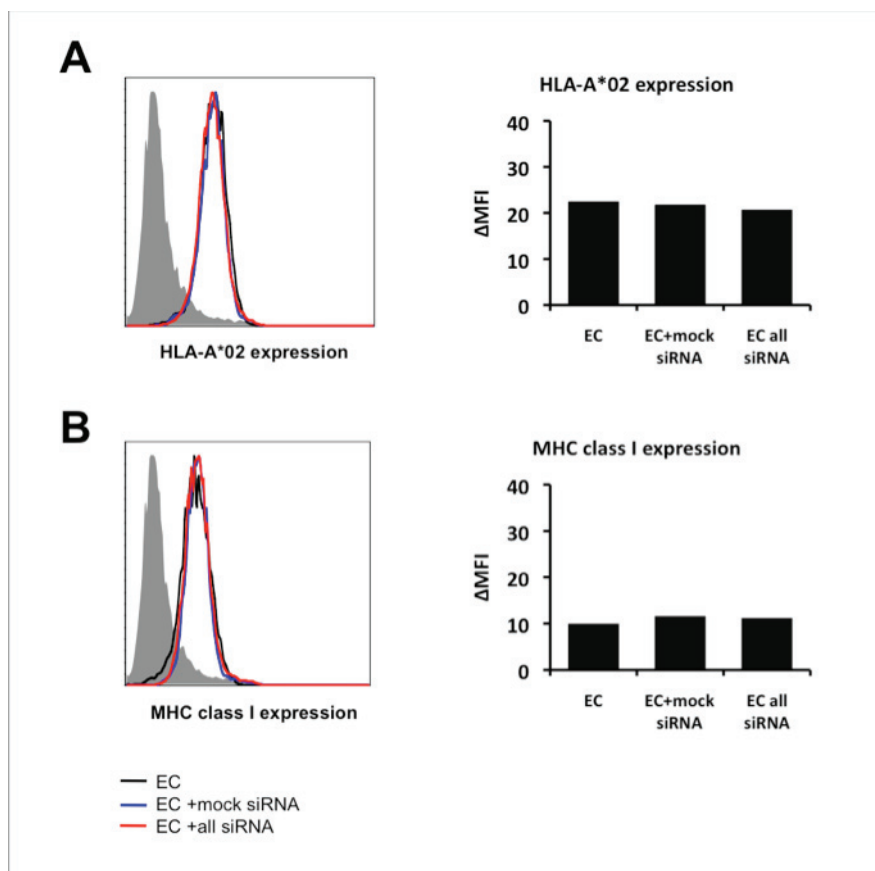 A
HLA-A*02 expression
HLA-A*02 expression
ΔMFI
40
30
20
10
0
EC
EC+mock
siRNA
EC all
siRNA
B
MHC class I expression
MHC class I expression
ΔMFI
40
30
20
10
0
EC
EC+mock
siRNA
EC all
siRNA
EC
EC +mock siRNA
EC +all siRNA